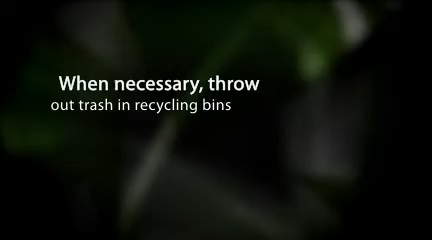 When necessary, throw
out trash in recycling bins